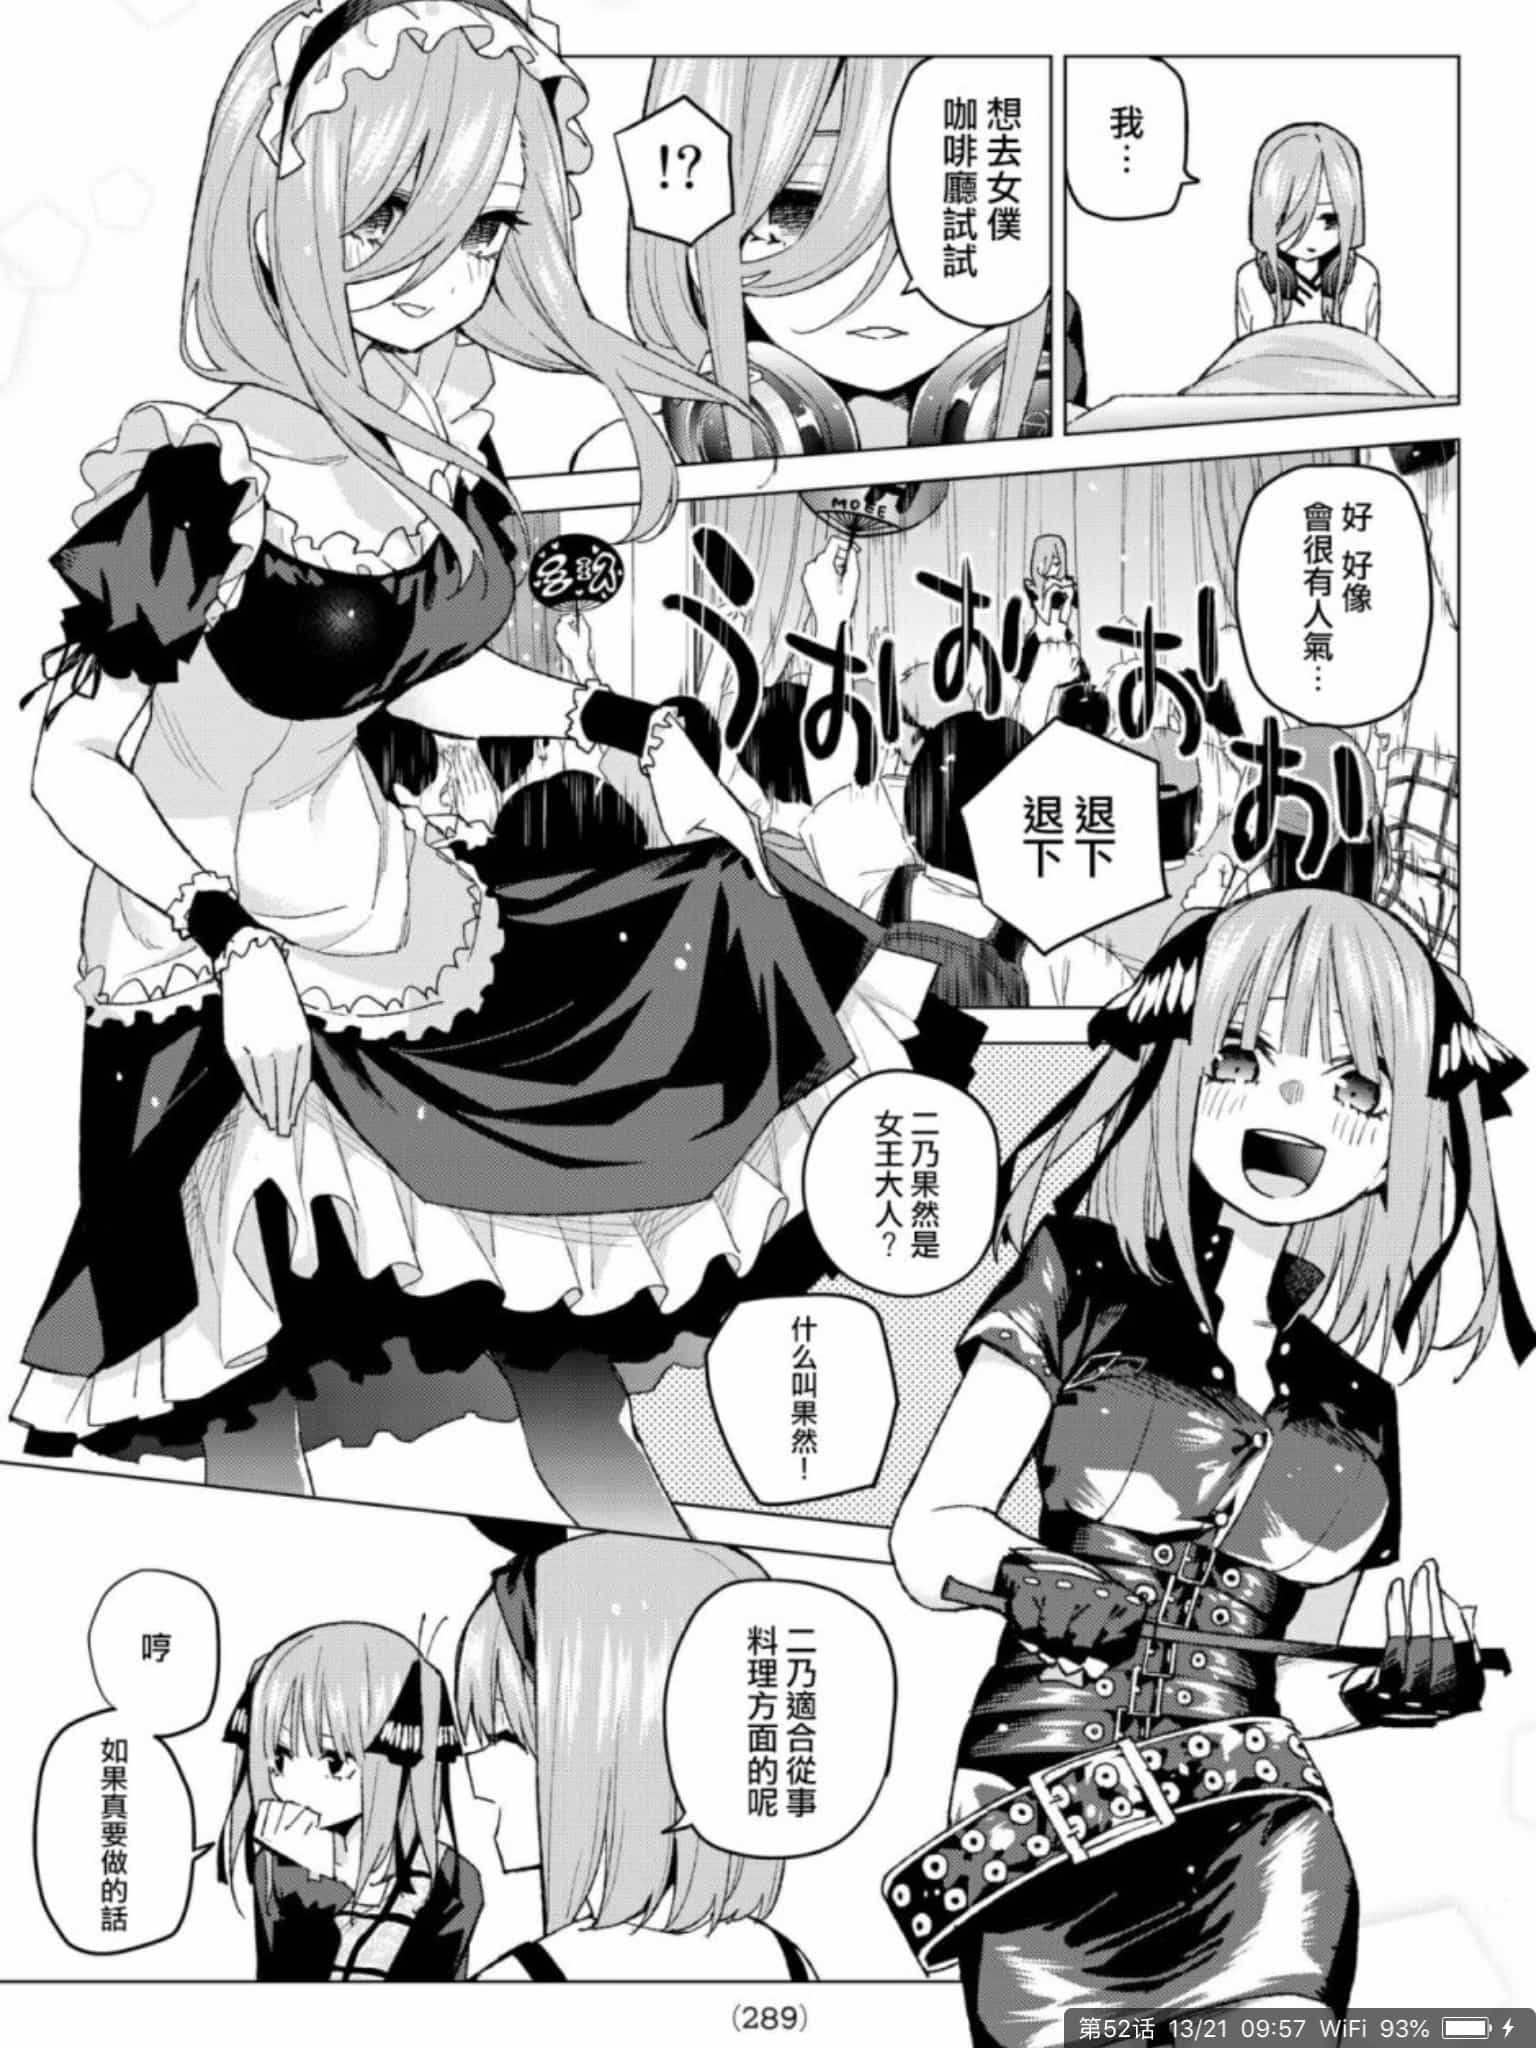 我…
想去女僕
咖啡廳試試
!?
好 好像
會很有人氣…
MOEE
うおおおお
退下
退下
二乃果然是
女王大人？
什么叫果然！
二乃適合從事
料理方面的呢
哼
如果真要做的話
(289)
第52话 13/21 09:57 WiFi 93%